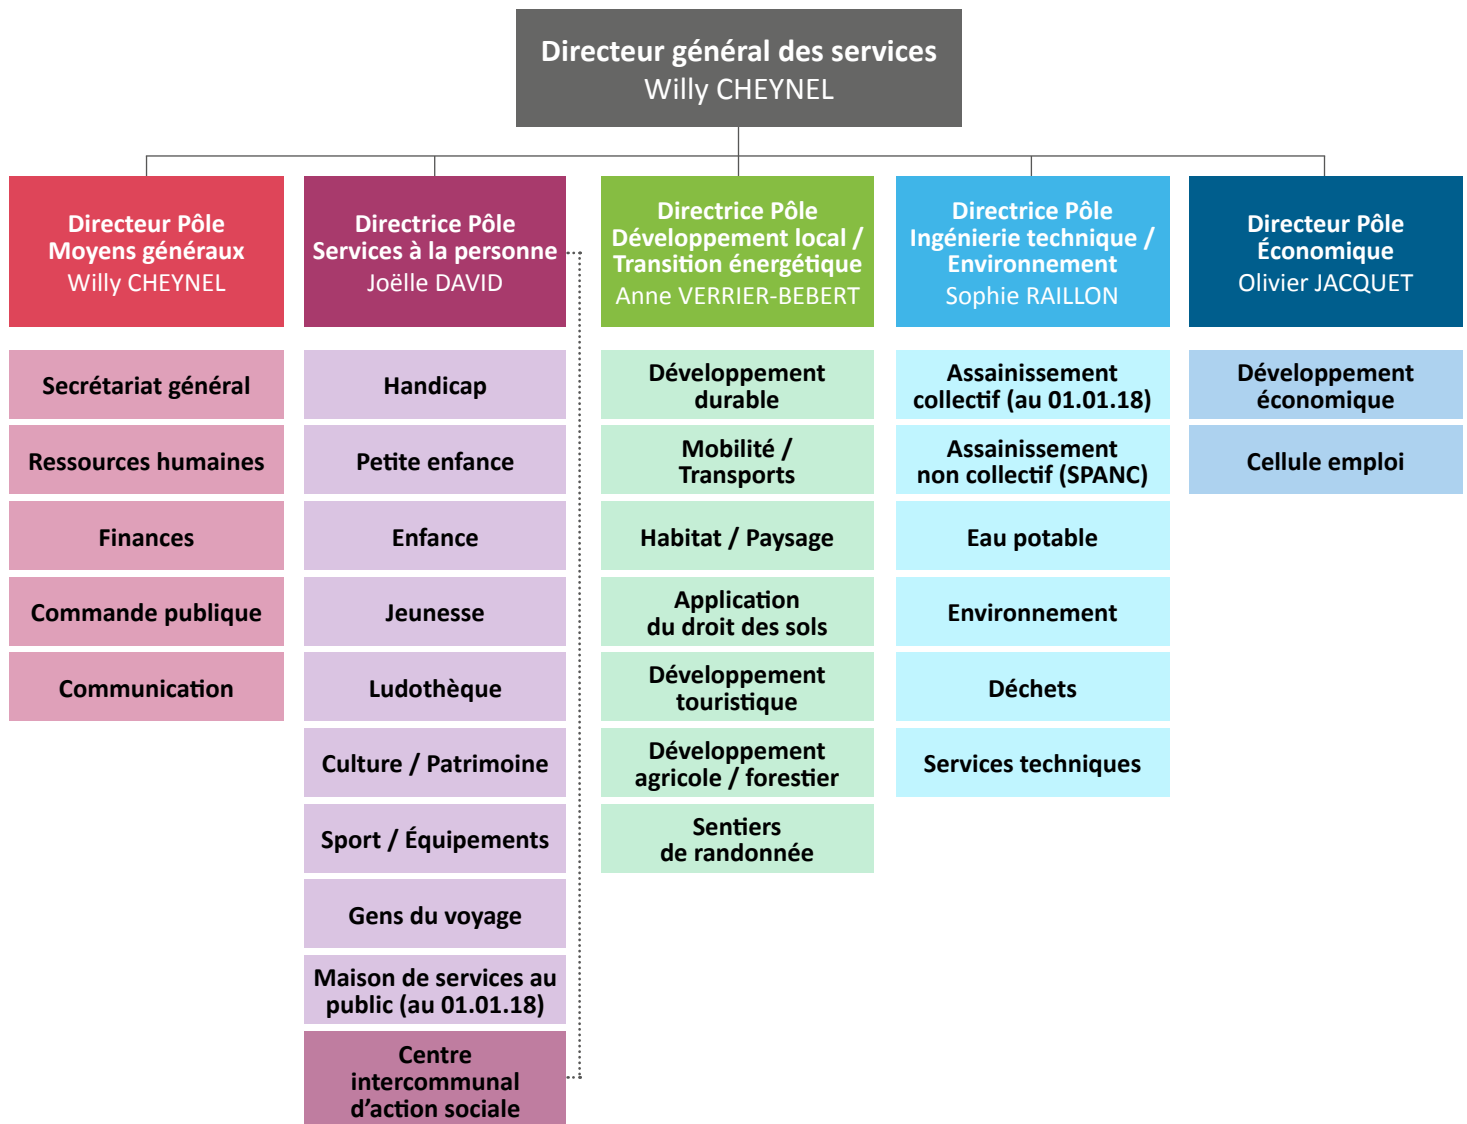 Directeur général des services
Willy CHEYNEL
Directeur Pôle
Moyens généraux
Willy CHEYNEL
Secrétariat général
Ressources humaines
Finances
Commande publique
Communication
Directrice Pôle
Services à la personne
Joëlle DAVID
Handicap
Petite enfance
Enfance
Jeunesse
Ludothèque
Culture / Patrimoine
Sport / Équipements
Gens du voyage
Maison de services au
public (au 01.01.18)
Centre
intercommunal
d’action sociale
Directrice Pôle
Développement local /
Transition énergétique
Anne VERRIER-BEBERT
Développement
durable
Mobilité /
Transports
Habitat / Paysage
Application
du droit des sols
Développement
touristique
Développement
agricole / forestier
Sentiers
de randonnée
Directrice Pôle
Ingénierie technique /
Environnement
Sophie RAILLON
Assainissement
collectif (au 01.01.18)
Assainissement
non collectif (SPANC)
Eau potable
Environnement
Déchets
Services techniques
Directeur Pôle
Économique
Olivier JACQUET
Développement
économique
Cellule emploi